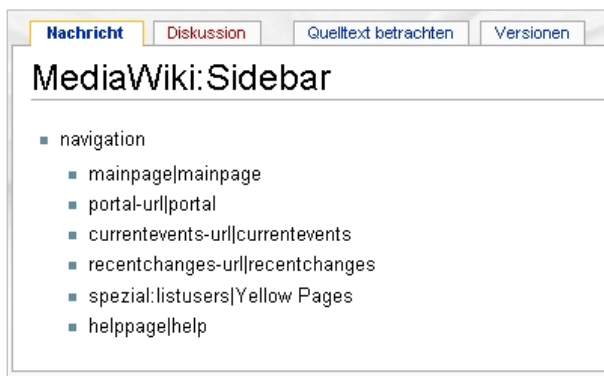 Nachricht Diskussion Quelltext betrachten Versionen
MediaWiki:Sidebar
navigation
mainpage|mainpage
portal-url|portal
currentevents-url|currentevents
recentchanges-url|recentchanges
spezial:listusers|Yellow Pages
helppage|help